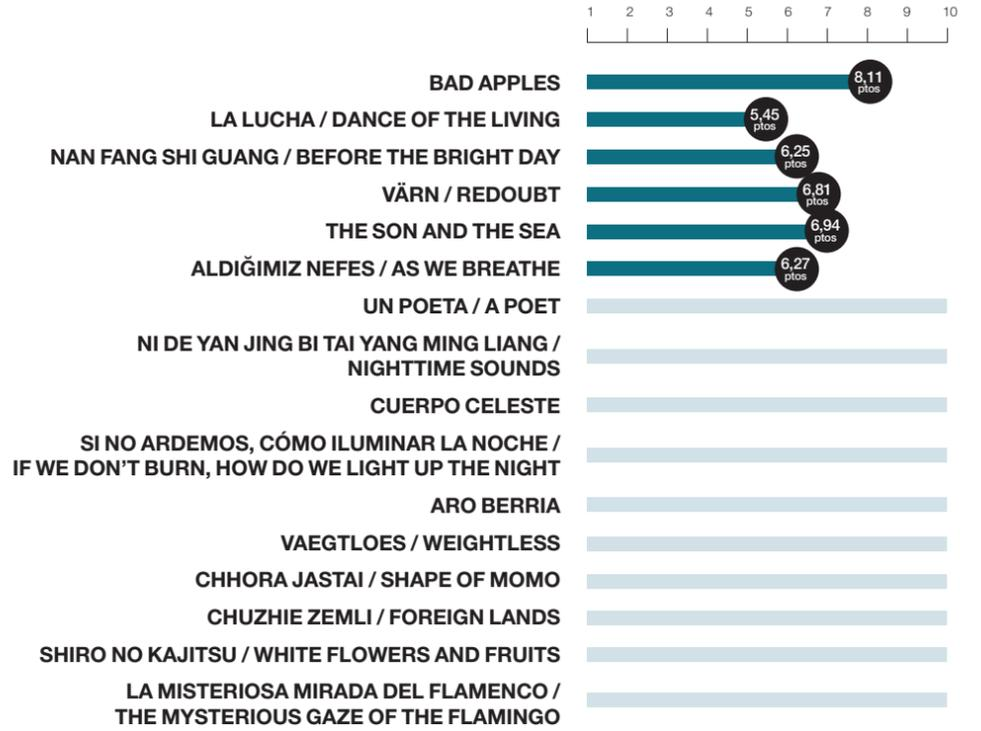 1 2 3 4 5 6 7 8 9 10
BAD APPLES
8,11
ptos
LA LUCHA / DANCE OF THE LIVING
5,45
ptos
NAN FANG SHI GUANG / BEFORE THE BRIGHT DAY
6,25
ptos
VÄRN / REDOUBT
6,81
ptos
THE SON AND THE SEA
6,94
ptos
ALDIĞIMIZ NEFES / AS WE BREATHE
6,27
ptos
UN POETA / A POET
NI DE YAN JING BI TAI YANG MING LIANG /
NIGHTTIME SOUNDS
CUERPO CELESTE
SI NO ARDEMOS, CÓMO ILUMINAR LA NOCHE /
IF WE DON'T BURN, HOW DO WE LIGHT UP THE NIGHT
ARO BERRIA
VAEGTLOES / WEIGHTLESS
CHHORA JASTAI / SHAPE OF MOMO
CHUZHIE ZEMLI / FOREIGN LANDS
SHIRO NO KAJITSU / WHITE FLOWERS AND FRUITS
LA MISTERIOSA MIRADA DEL FLAMENCO /
THE MYSTERIOUS GAZE OF THE FLAMINGO